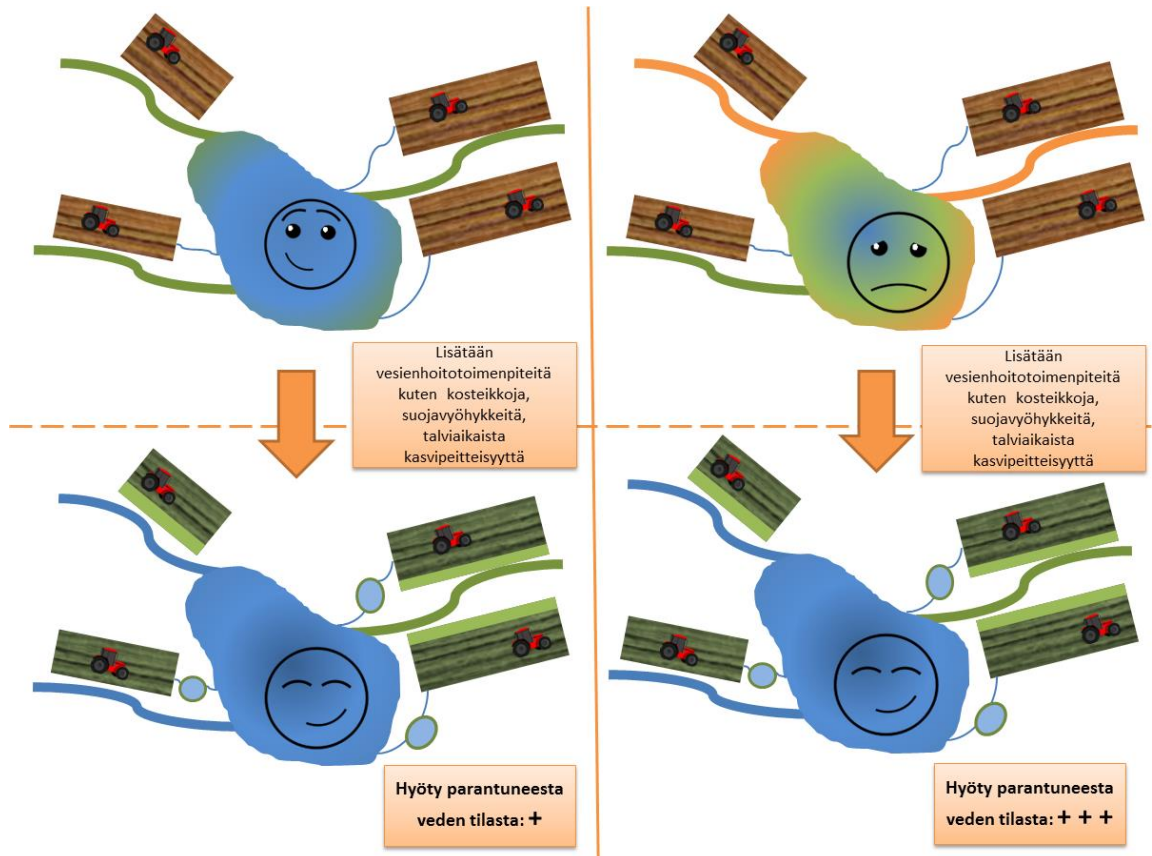 Lisätään
vesienhoitotoimenpiteitä
kuten kosteikkoja,
suojavyöhykkeitä,
talviaikaista
kasvipeitteisyyttä
Lisätään
vesienhoitotoimenpiteitä
kuten kosteikkoja,
suojavyöhykkeitä,
talviaikaista
kasvipeitteisyyttä
Hyöty parantuneesta
veden tilasta: +
Hyöty parantuneesta
veden tilasta: + + +